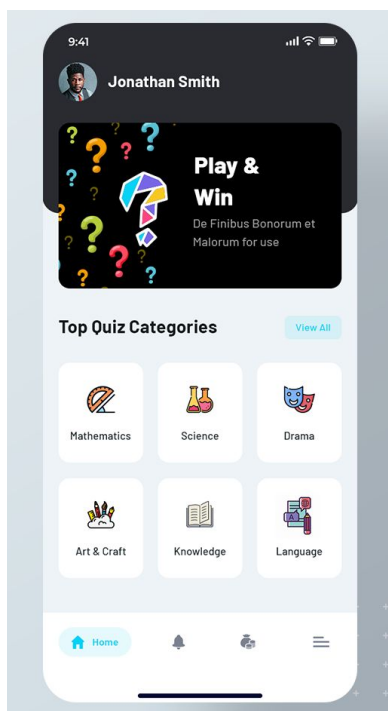 9:41
Jonathan Smith
Play &
Win
De Finibus Bonorum et
Malorum for use
Top Quiz Categories
View All
Mathematics
Science
Drama
Art & Craft
Knowledge
Language
Home